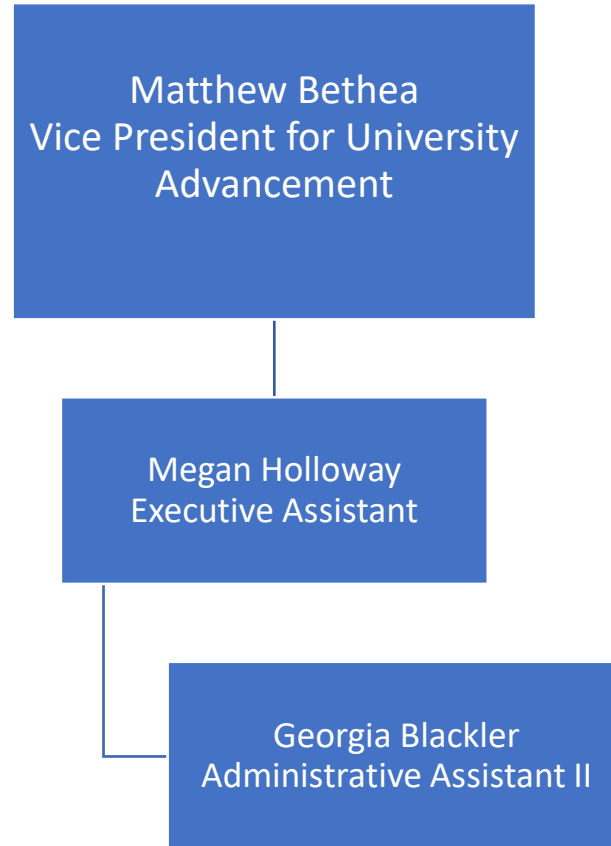 Matthew Bethea
Vice President for University
Advancement
Megan Holloway
Executive Assistant
Georgia Blackler
Administrative Assistant II